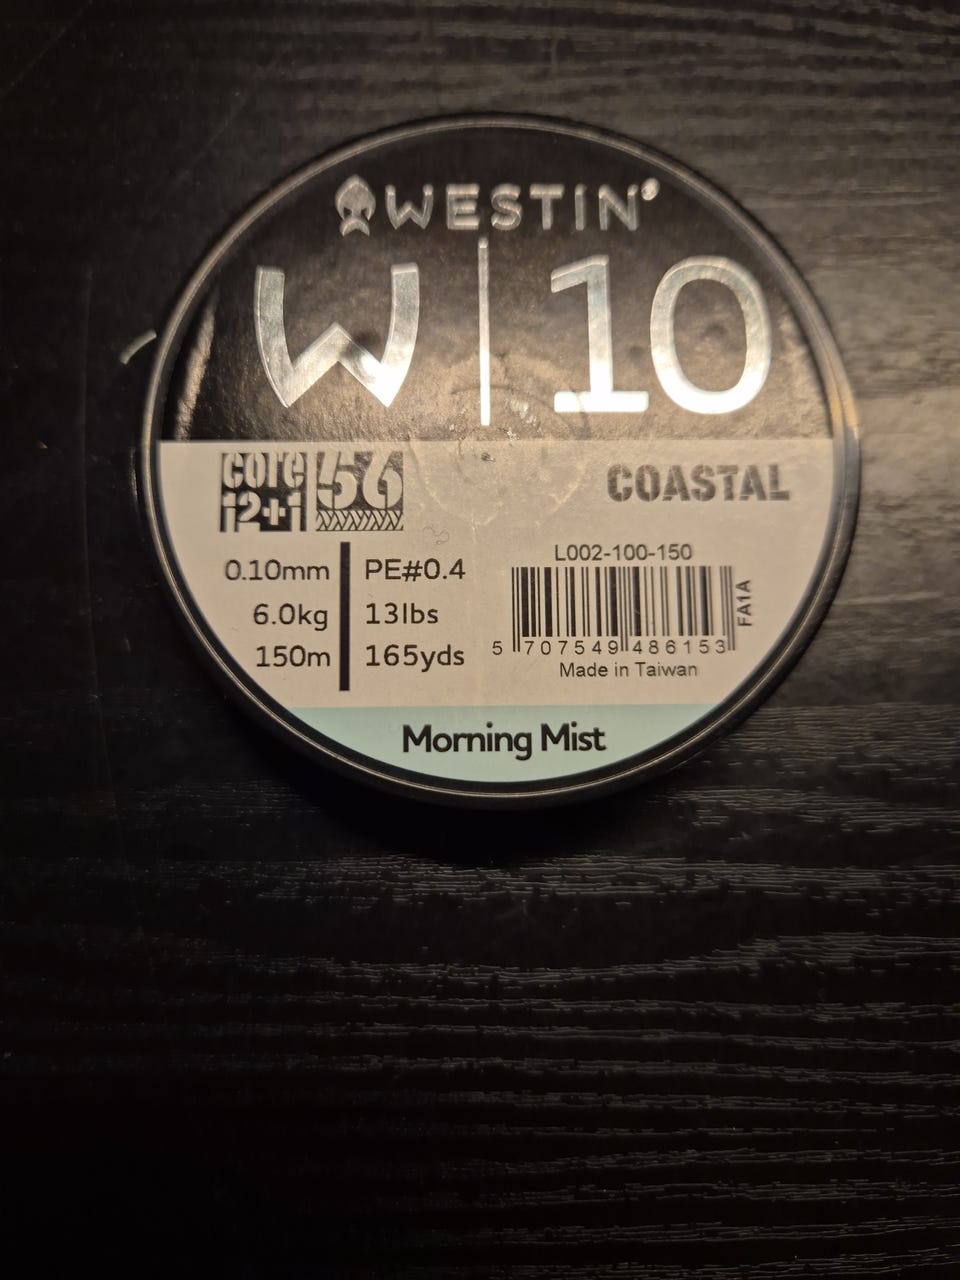 WESTIN®
W|10
core 12+1
56
COASTAL
0.10mm
PE#0.4
6.0kg
13lbs
150m
165yds
L002-100-150
FA1A
5 707549 486153
Made in Taiwan
Morning Mist